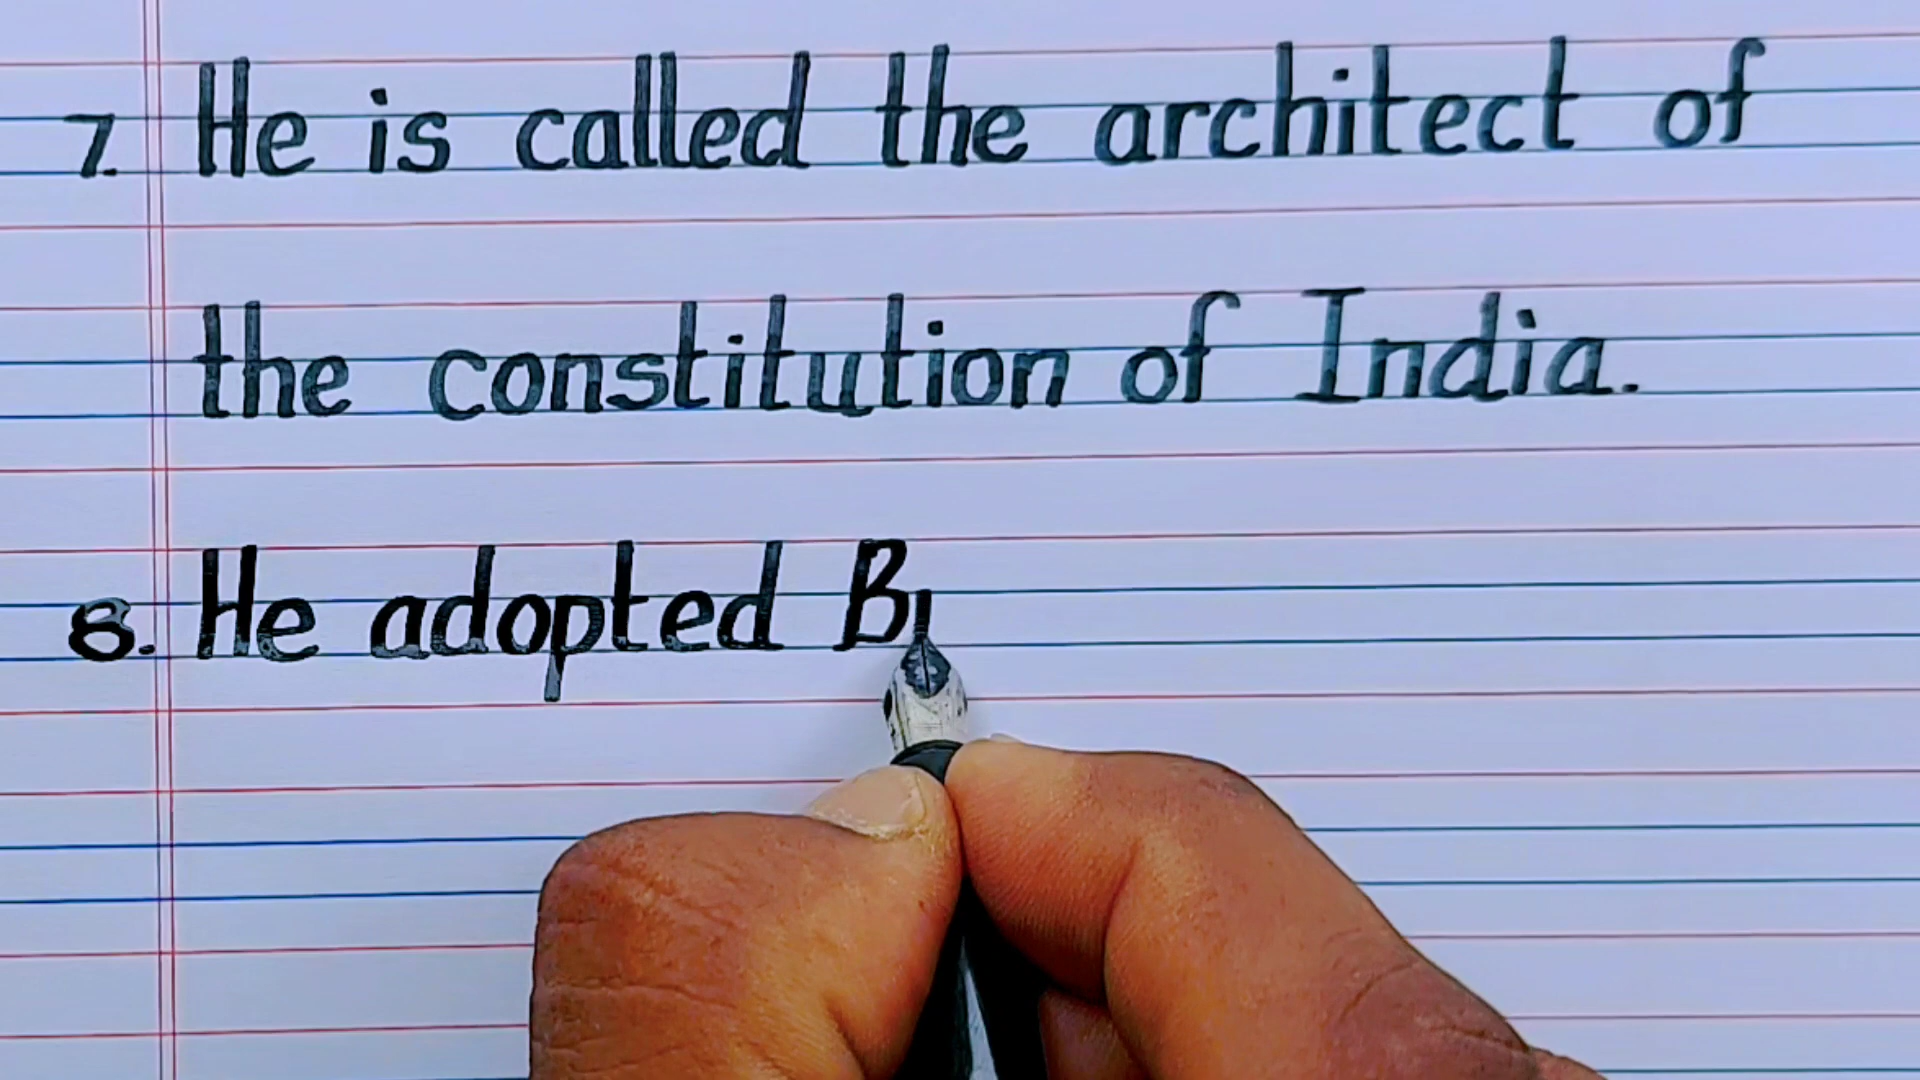 7. He is called the architect of
the constitution of India.
8. He adopted B